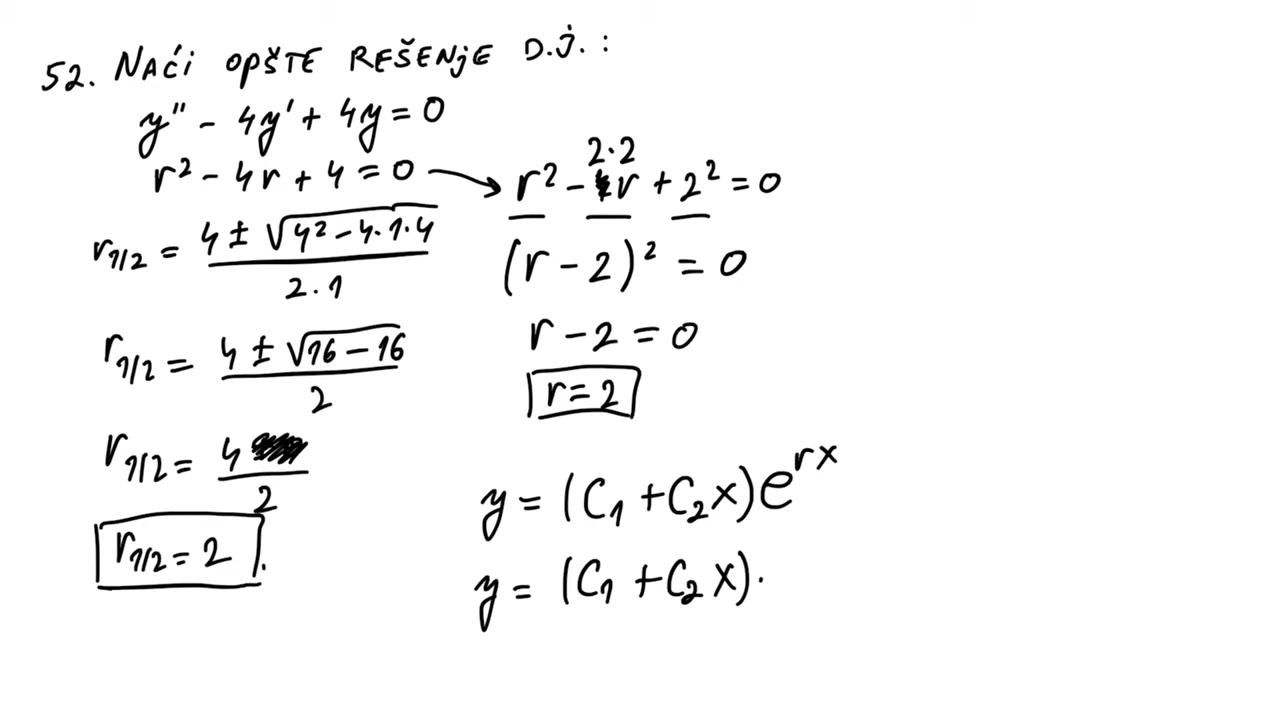 52. NAĆI OPŠTE REŠENJE D.J.:
y'' - 4y' + 4y = 0
r² - 4r + 4 = 0
r₁/₂ = (4 ± √(4² - 4·1·4)) / (2·1)
r₁/₂ = (4 ± √(16 - 16)) / 2
r₁/₂ = 4 / 2
r₁/₂ = 2
2·2
r² - r + 2² = 0
(r - 2)² = 0
r - 2 = 0
r = 2
y = (C₁ + C₂x)e^(rx)
y = (C₁ + C₂x)·